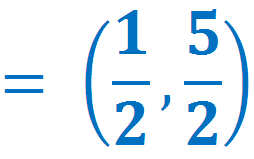 = (1/2, 5/2)